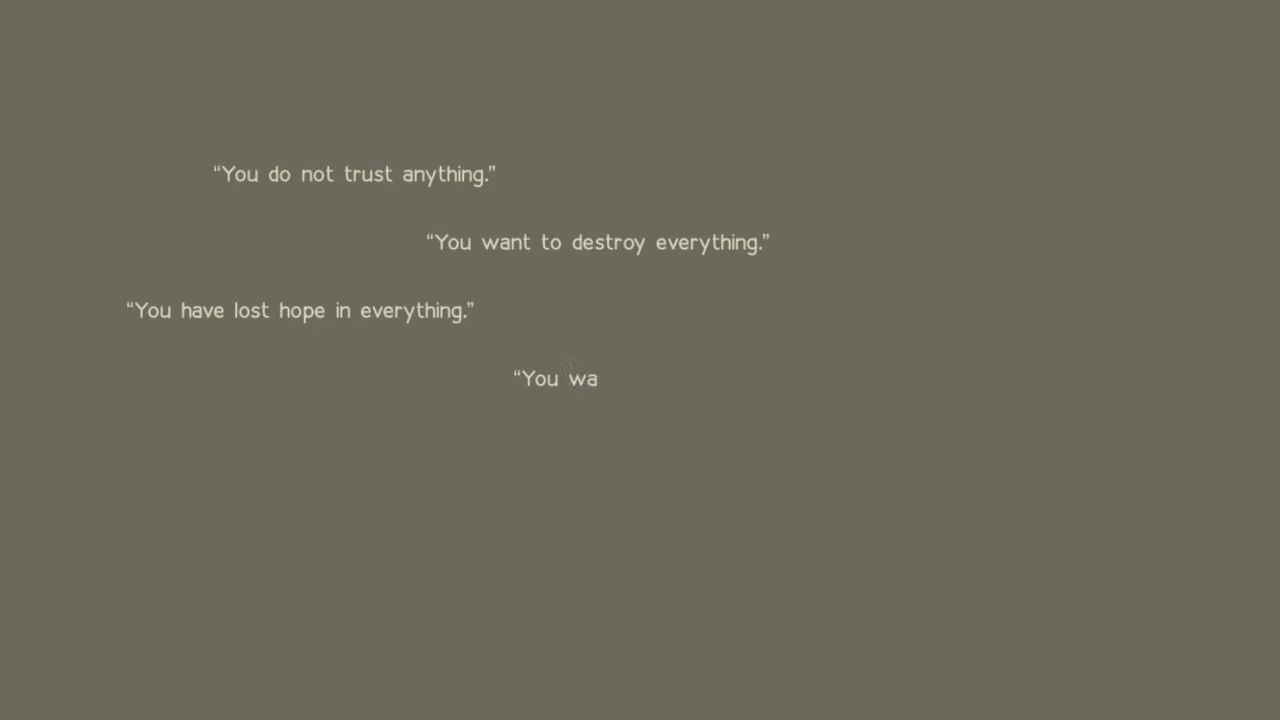 “You do not trust anything.”
“You want to destroy everything.”
“You have lost hope in everything.”
“You wa